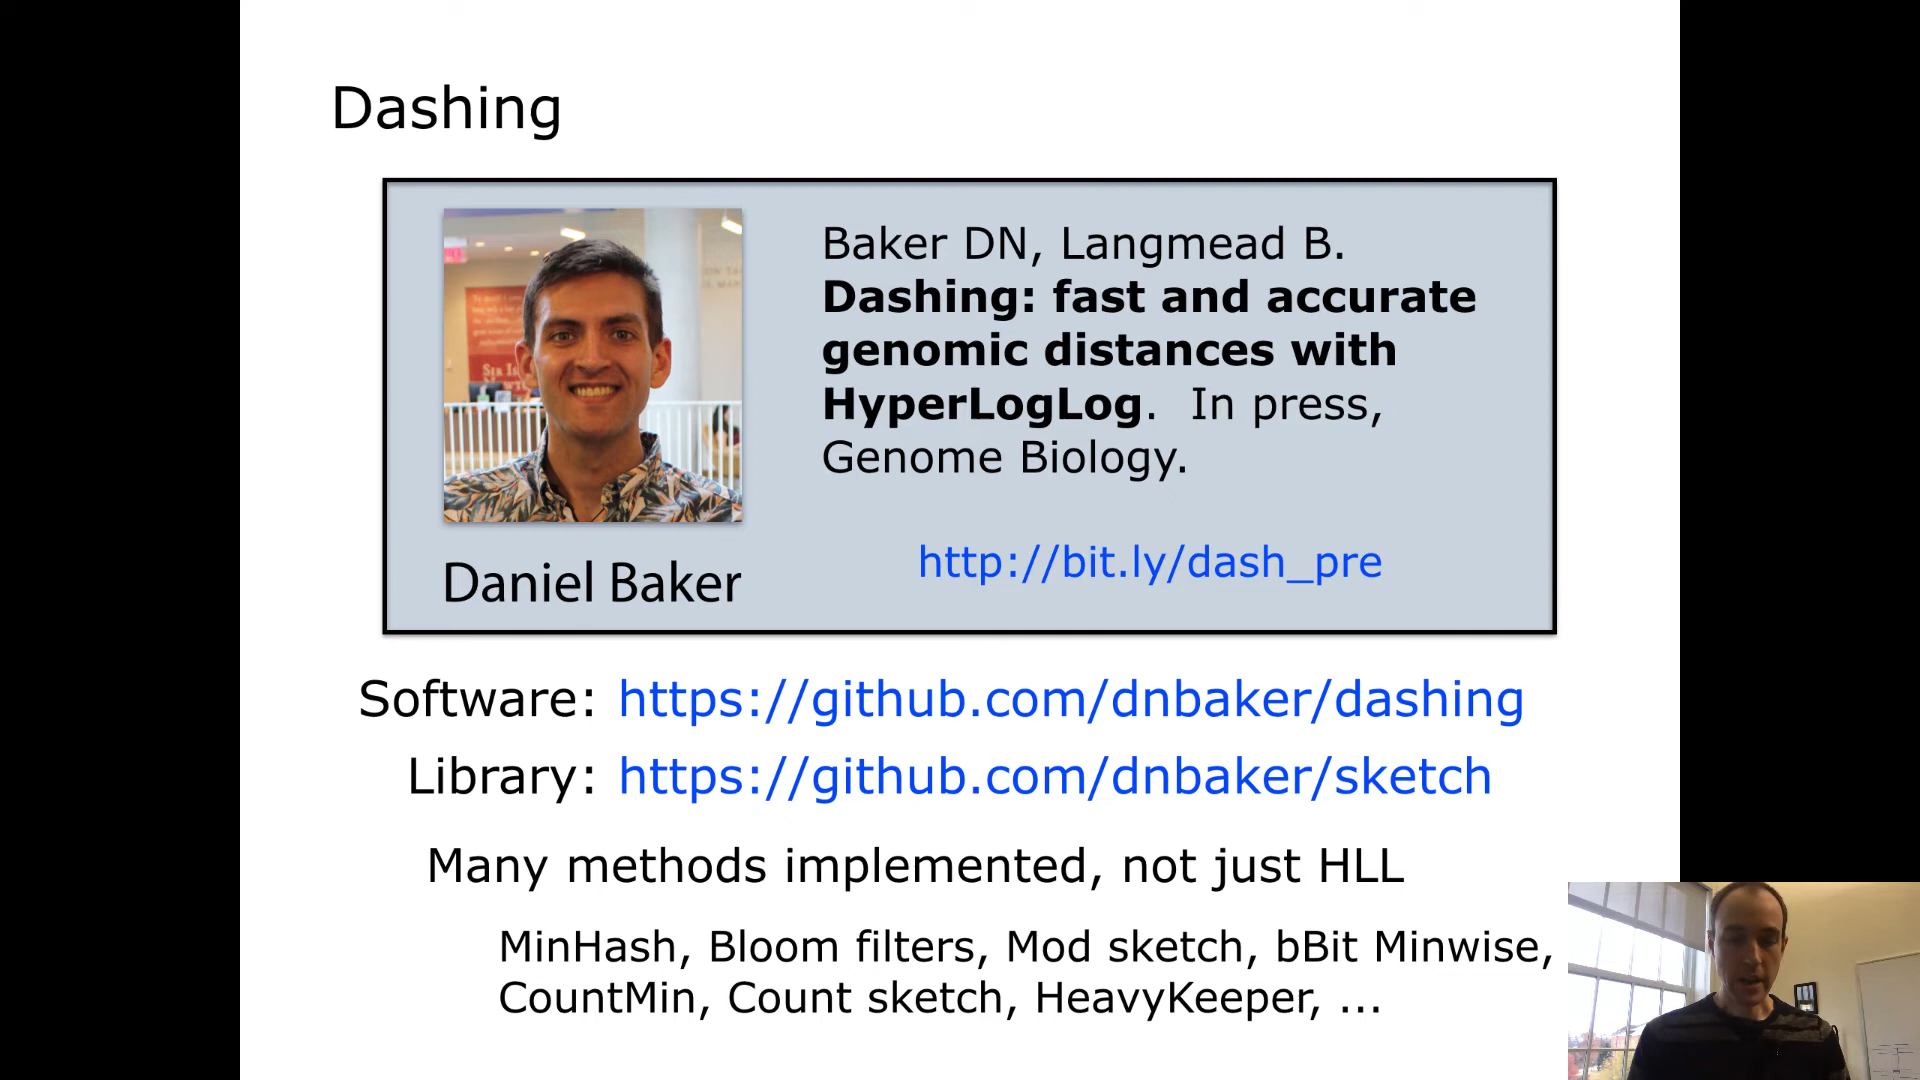 Dashing
Baker DN, Langmead B.
Dashing: fast and accurate
genomic distances with
HyperLogLog. In press,
Genome Biology.
http://bit.ly/dash_pre
Daniel Baker
Software: https://github.com/dnbaker/dashing
Library: https://github.com/dnbaker/sketch
Many methods implemented, not just HLL
MinHash, Bloom filters, Mod sketch, bBit Minwise,
CountMin, Count sketch, HeavyKeeper, ...